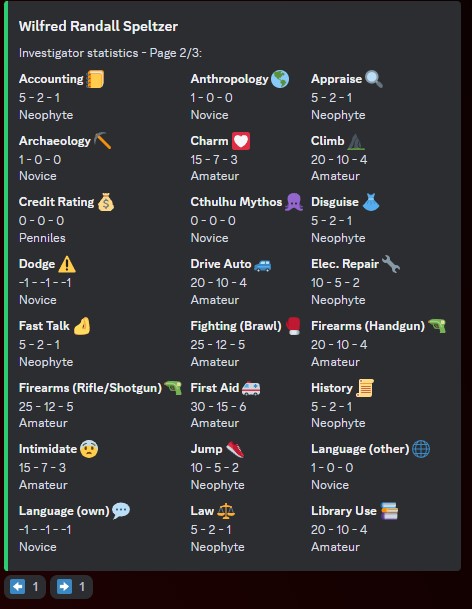 Wilfred Randall Speltzer
Investigator statistics - Page 2/3:
Accounting Anthropology Appraise
5 - 2 - 1 1 - 0 - 0 5 - 2 - 1
Neophyte Novice Neophyte
Archaeology Charm Climb
1 - 0 - 0 15 - 7 - 3 20 - 10 - 4
Novice Amateur Amateur
Credit Rating Cthulhu Mythos Disguise
0 - 0 - 0 0 - 0 - 0 5 - 2 - 1
Penniles Novice Neophyte
Dodge Drive Auto Elec. Repair
-1 - -1 - -1 20 - 10 - 4 10 - 5 - 2
Novice Amateur Neophyte
Fast Talk Fighting (Brawl) Firearms (Handgun)
5 - 2 - 1 25 - 12 - 5 20 - 10 - 4
Neophyte Amateur Amateur
Firearms (Rifle/Shotgun) First Aid History
25 - 12 - 5 30 - 15 - 6 5 - 2 - 1
Amateur Amateur Neophyte
Intimidate Jump Language (other)
15 - 7 - 3 10 - 5 - 2 1 - 0 - 0
Amateur Neophyte Novice
Language (own) Law Library Use
-1 - -1 - -1 5 - 2 - 1 20 - 10 - 4
Novice Neophyte Amateur
1 1